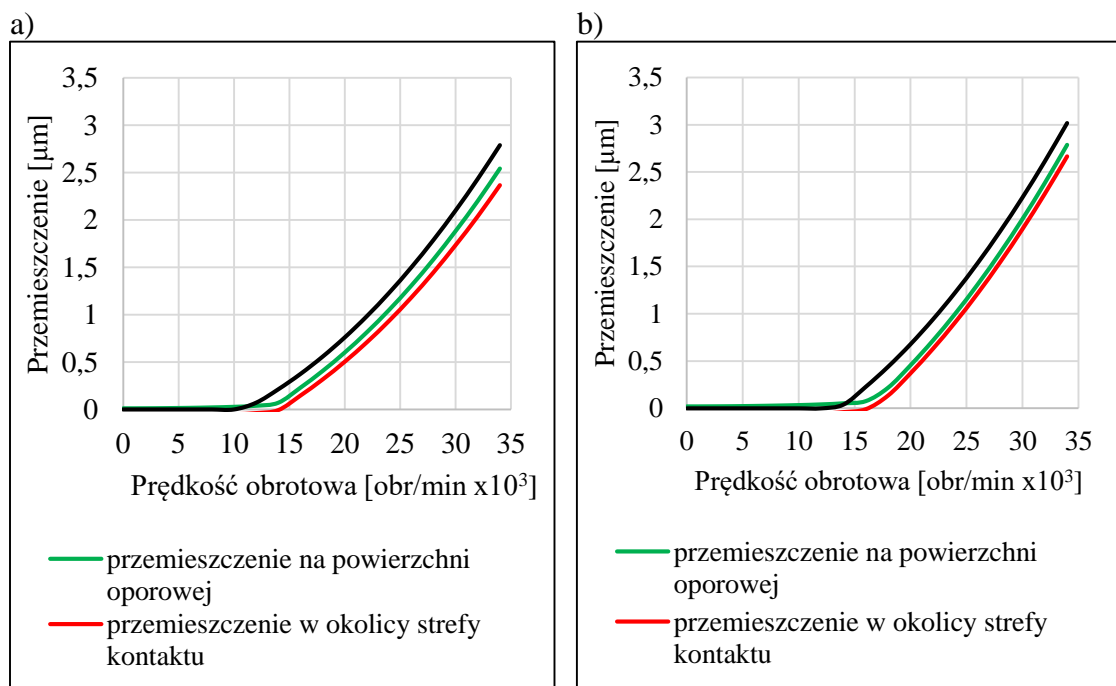 a)
3,5
3
2,5
2
1,5
1
0,5
0
0 5 10 15 20 25 30 35
Przemieszczenie [µm]
Prędkość obrotowa [obr/min x10³]
przemieszczenie na powierzchni
oporowej
przemieszczenie w okolicy strefy
kontaktu
b)
3,5
3
2,5
2
1,5
1
0,5
0
0 5 10 15 20 25 30 35
Przemieszczenie [µm]
Prędkość obrotowa [obr/min x10³]
przemieszczenie na powierzchni
oporowej
przemieszczenie w okolicy strefy
kontaktu